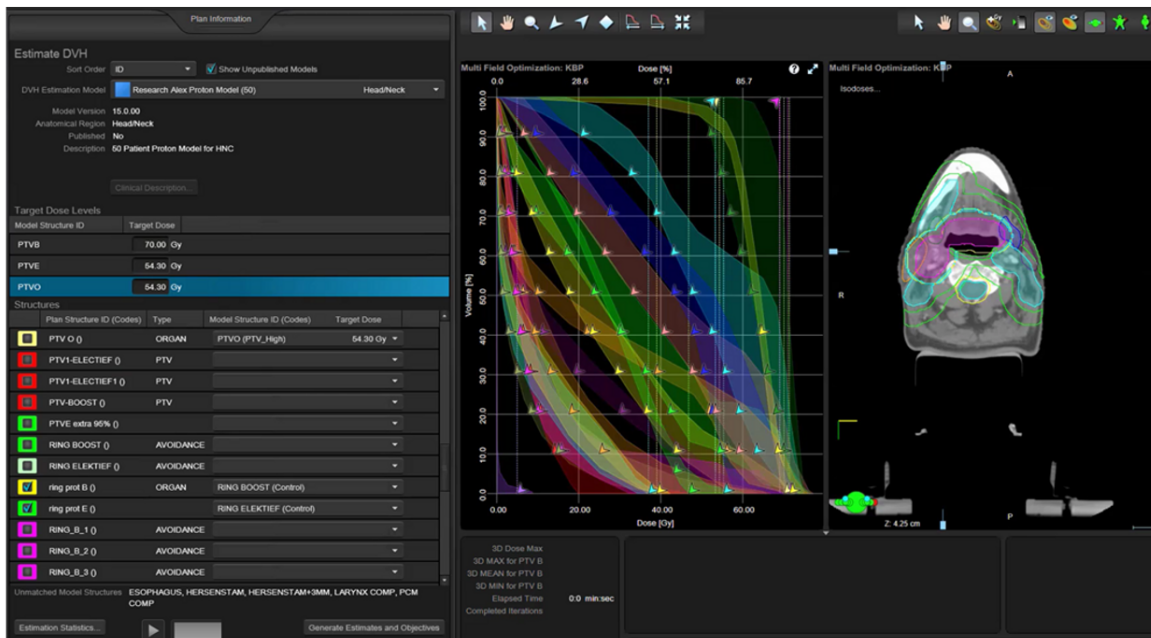 Plan Information
Estimate DVH
Sort Order ID Show Unpublished Models
DVH Estimation Model Research Alex Proton Model (50) Head/Neck
Model Version 15.0.00
Anatomical Region Head/Neck
Published No
Description 50 Patient Proton Model for HNC
Clinical Description...
Target Dose Levels
Model Structure ID Target Dose
PTVB 70.00 Gy
PTVE 54.30 Gy
PTVO 54.30 Gy
Structures
Plan Structure ID (Codes) Type Model Structure ID (Codes) Target Dose
PTV O () ORGAN PTVO (PTV_High) 54.30 Gy
PTV1-ELECTIEF () PTV
PTV1-ELECTIEF1 () PTV
PTV-BOOST () PTV
PTVE extra 95% ()
RING BOOST () AVOIDANCE
RING ELEKTIEF () AVOIDANCE
ring prot B () ORGAN RING BOOST (Control)
ring prot E () RING ELEKTIEF (Control)
RING_B_1 () AVOIDANCE
RING_B_2 () AVOIDANCE
RING_B_3 () AVOIDANCE
Unmatched Model Structures ESOPHAGUS, HERSENSTAM, HERSENSTAM+3MM, LARYNX COMP, PCM
COMP
Estimation Statistics... Generate Estimates and Objectives
Multi Field Optimization: KBP Dose [%]
0.0 28.6 57.1 85.7
100.0
90.0
80.0
70.0
60.0
50.0
40.0
30.0
20.0
10.0
0.0
Volume [%]
0.00 20.00 40.00 60.00
Dose [Gy]
3D Dose Max
3D MAX for PTV B
3D MEAN for PTV B
3D MIN for PTV B
Elapsed Time 0:0 min:sec
Completed Iterations
Multi Field Optimization: KBP
A
Isodoses...
R
P
Z: 4.25 cm